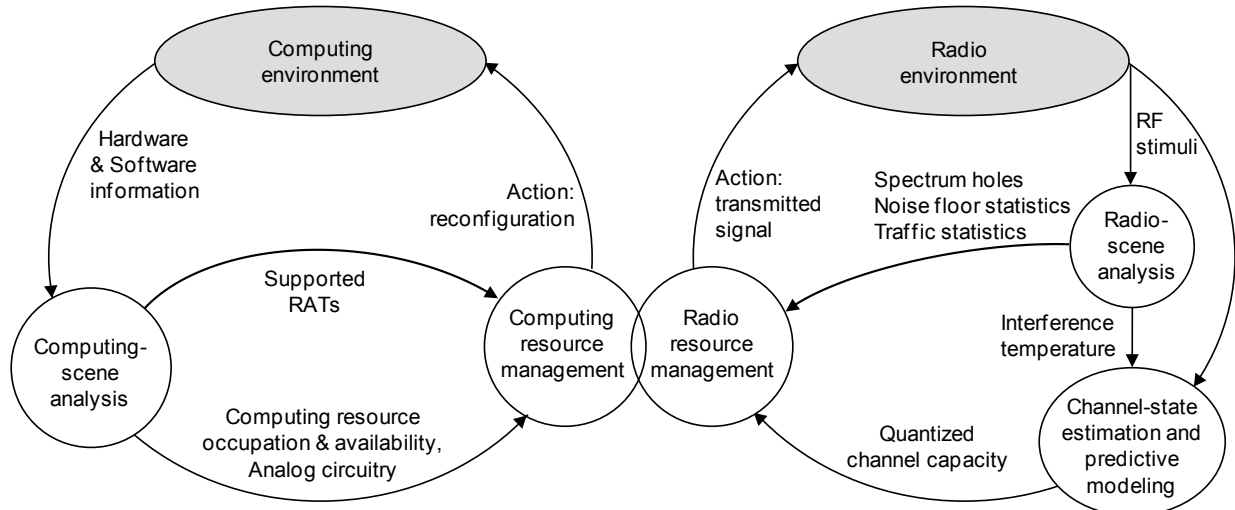 Computing
environment
Radio
environment
Hardware
& Software
information
Action:
reconfiguration
Action:
transmitted
signal
RF
stimuli
Spectrum holes
Noise floor statistics
Traffic statistics
Radio-
scene
analysis
Supported
RATs
Computing
resource
management
Radio
resource
management
Interference
temperature
Computing-
scene
analysis
Computing resource
occupation & availability,
Analog circuitry
Quantized
channel capacity
Channel-state
estimation and
predictive
modeling